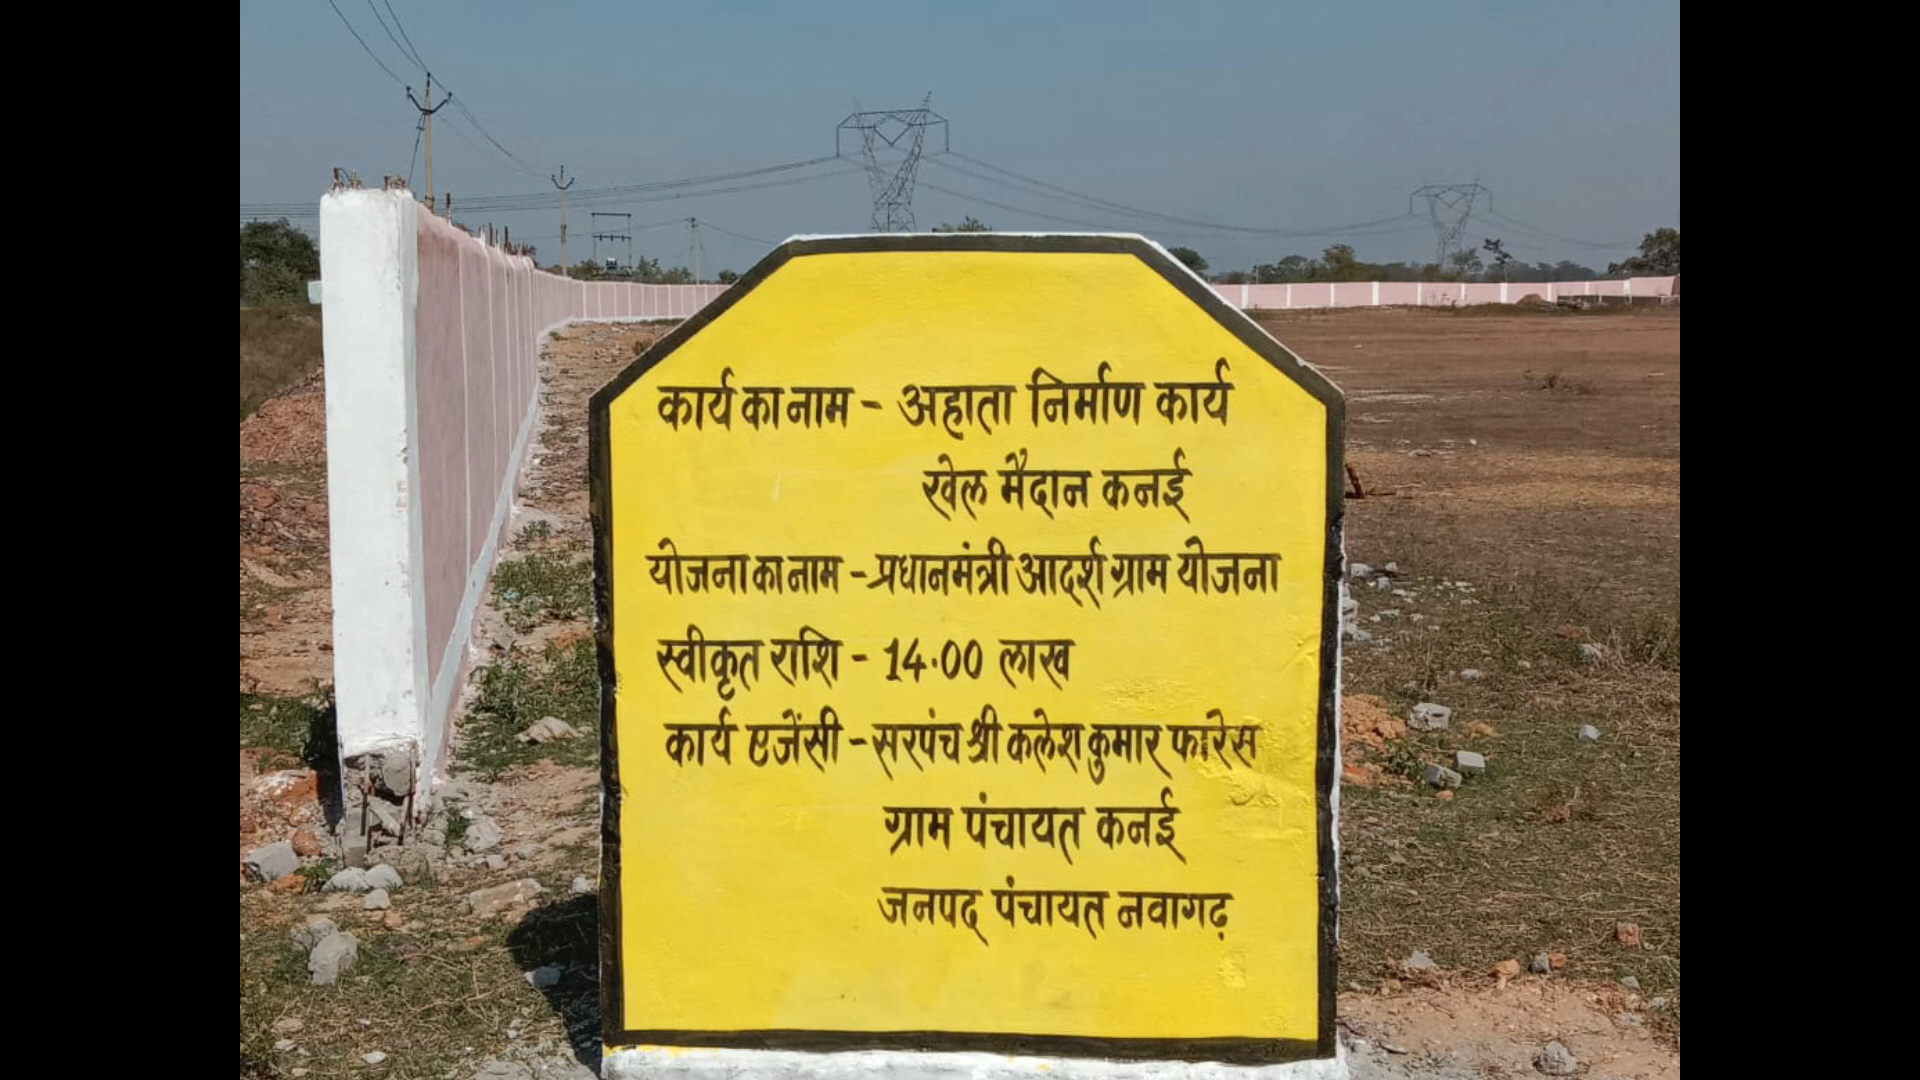 कार्य का नाम - अहाता निर्माण कार्य
खेल मैदान कनई
योजना का नाम - प्रधानमंत्री आदर्श ग्राम योजना
स्वीकृत राशि - 14.00 लाख
कार्य एजेंसी - सरपंच श्री कलेश कुमार फारेस
ग्राम पंचायत कनई
जनपद पंचायत नवागढ़